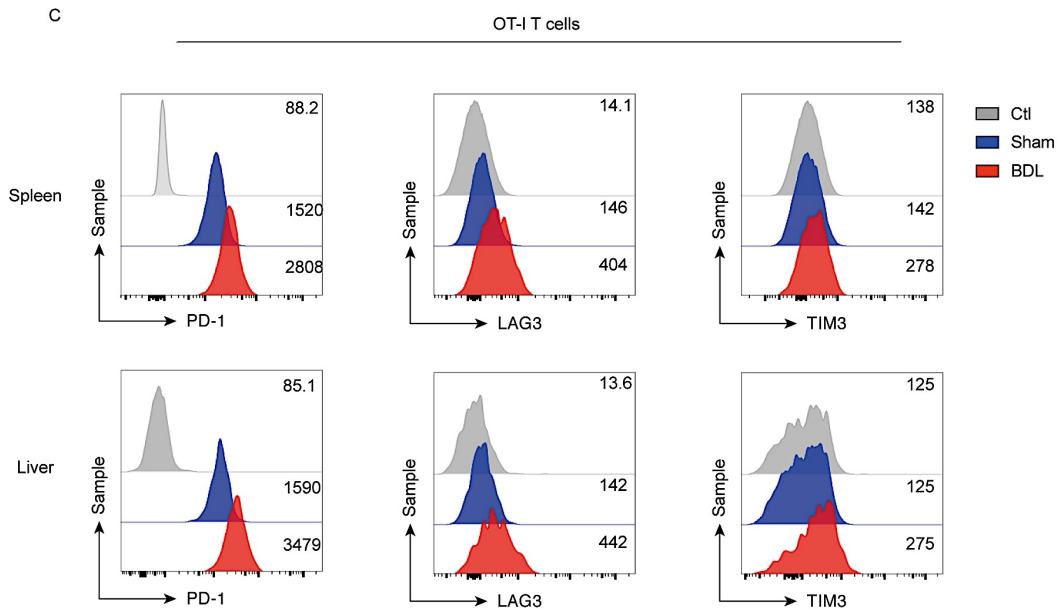 C
OT-I T cells
Spleen
Sample
88.2
1520
2808
PD-1
Sample
14.1
146
404
LAG3
Sample
138
142
278
TIM3
Ctl
Sham
BDL
Liver
Sample
85.1
1590
3479
PD-1
Sample
13.6
142
442
LAG3
Sample
125
125
275
TIM3